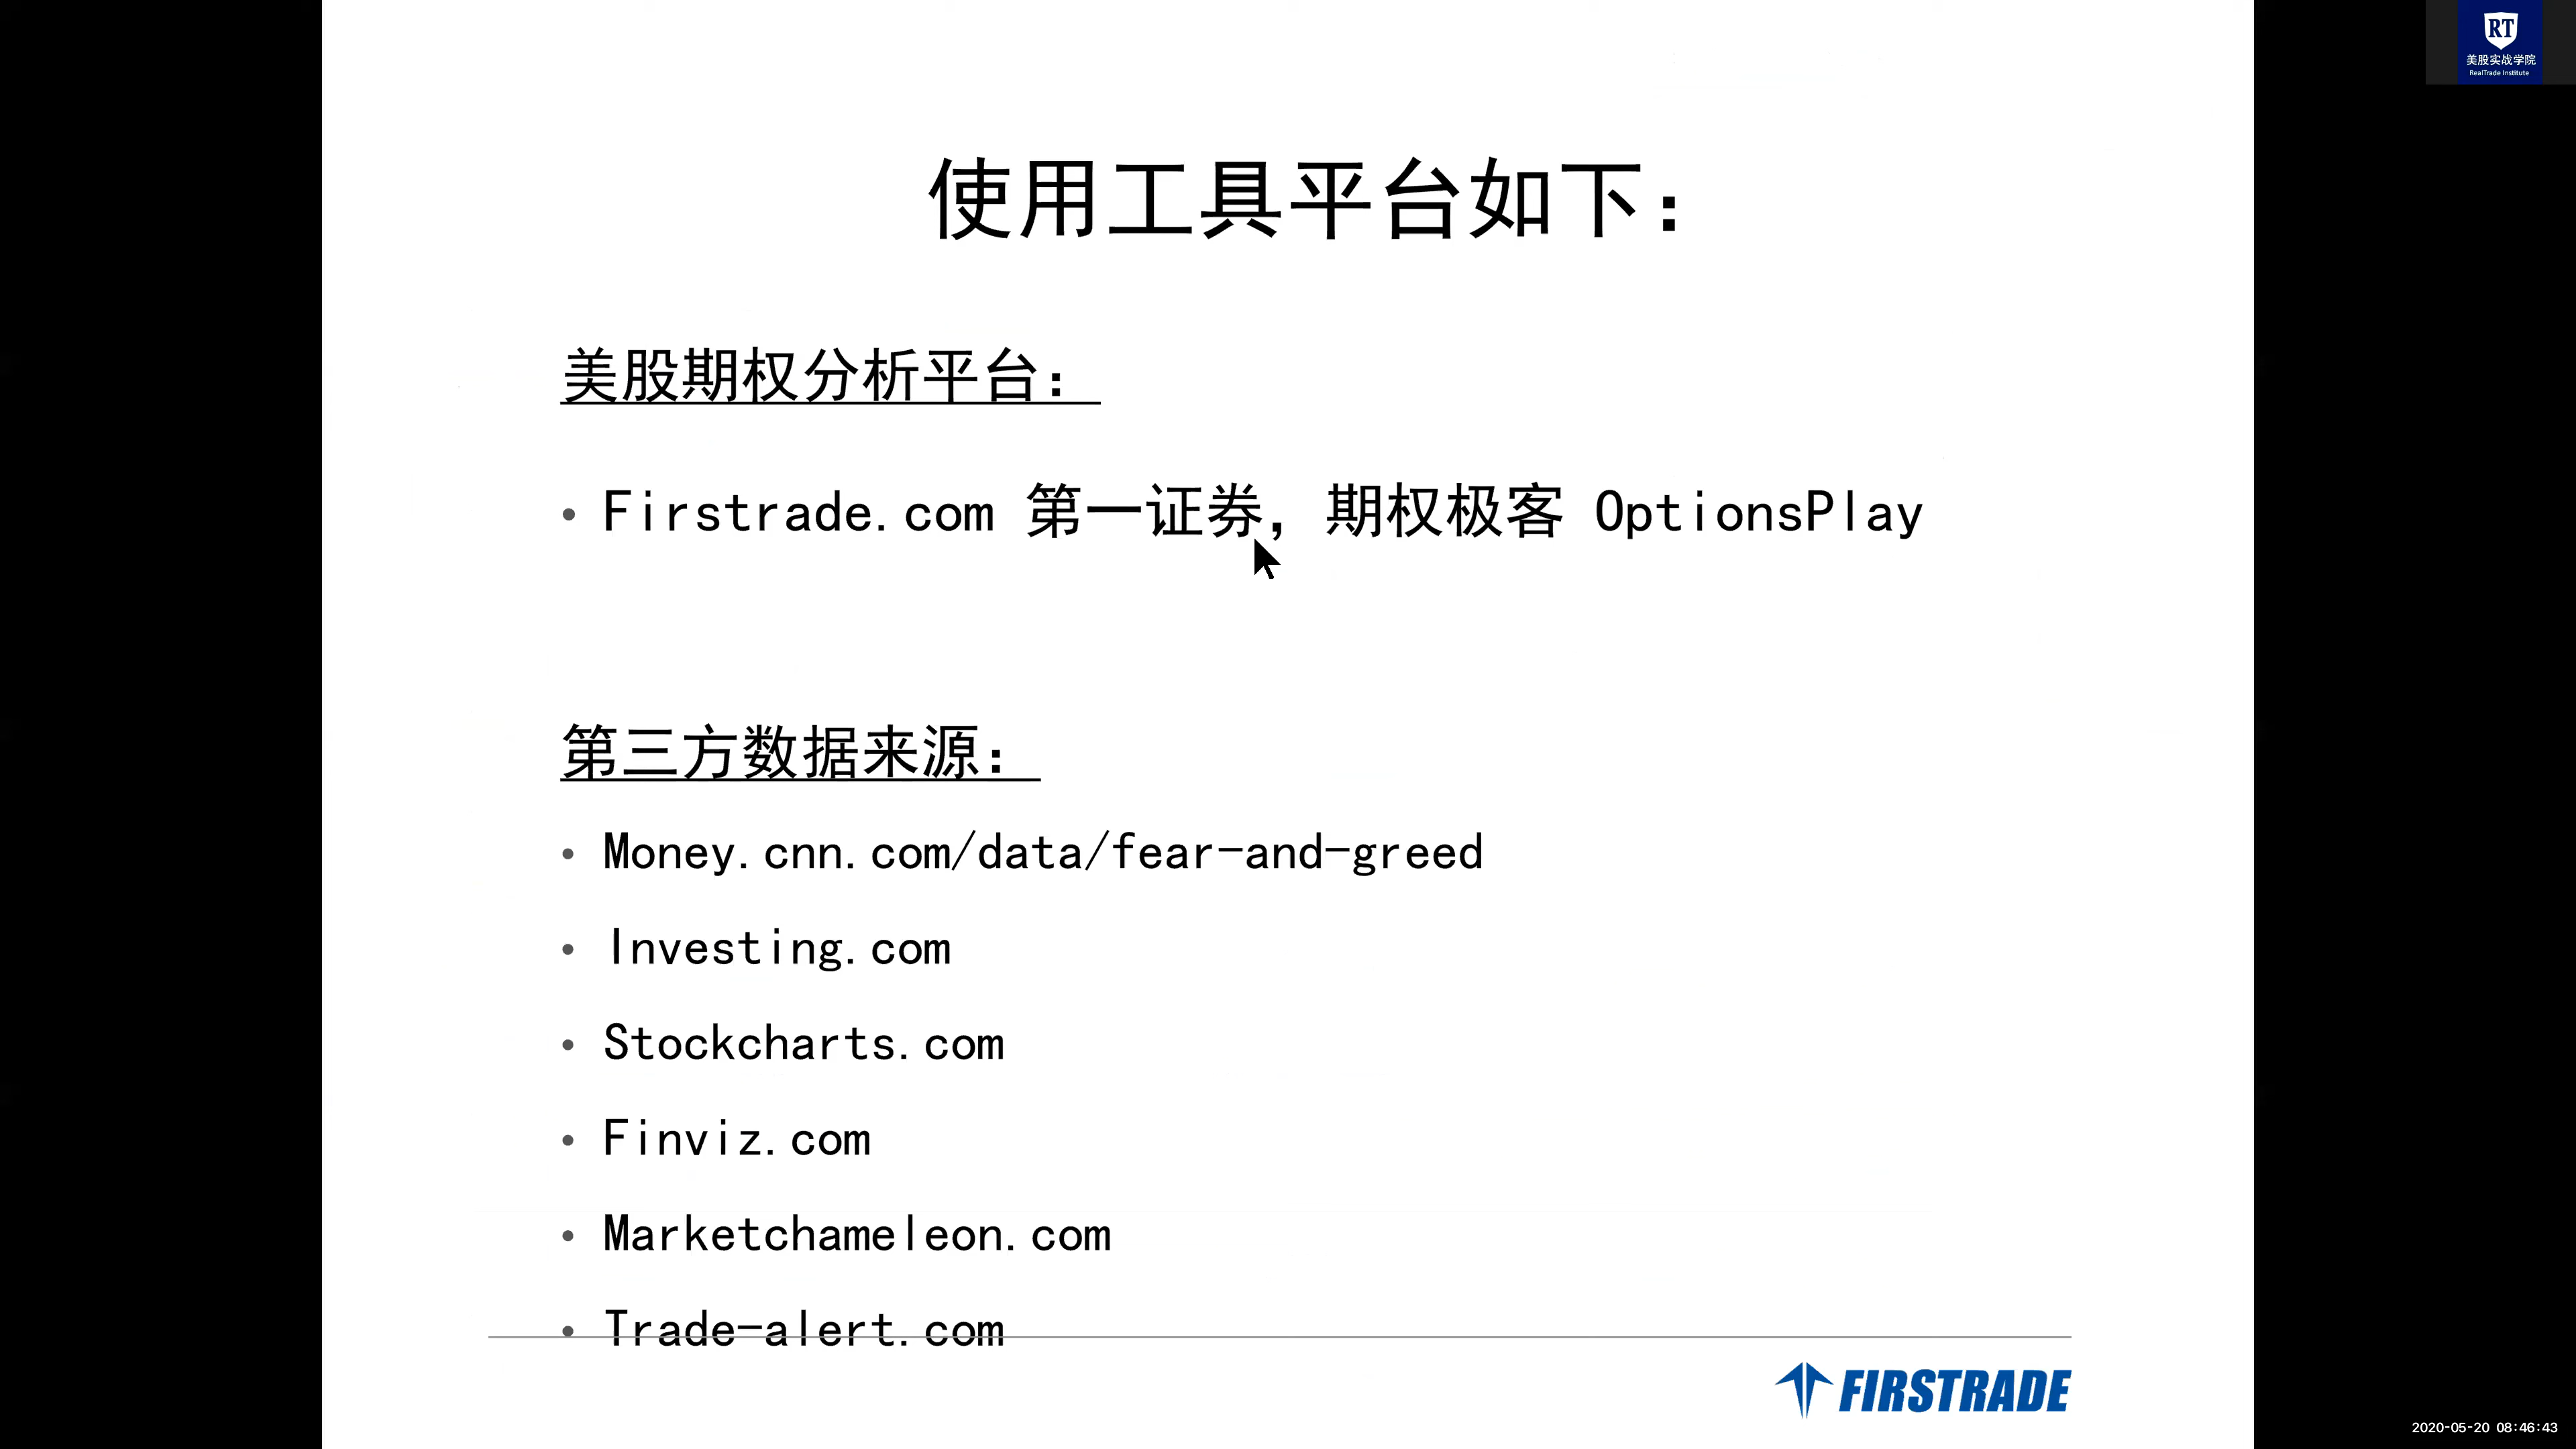 RT
美股实战学院
RealTrade Institute
使用工具平台如下：
美股期权分析平台：
• Firstrade.com 第一证券，期权极客 OptionsPlay
第三方数据来源：
• Money.cnn.com/data/fear-and-greed
• Investing.com
• Stockcharts.com
• Finviz.com
• Marketchameleon.com
• Trade-alert.com
FIRSTRADE
2020-05-20 08:46:43